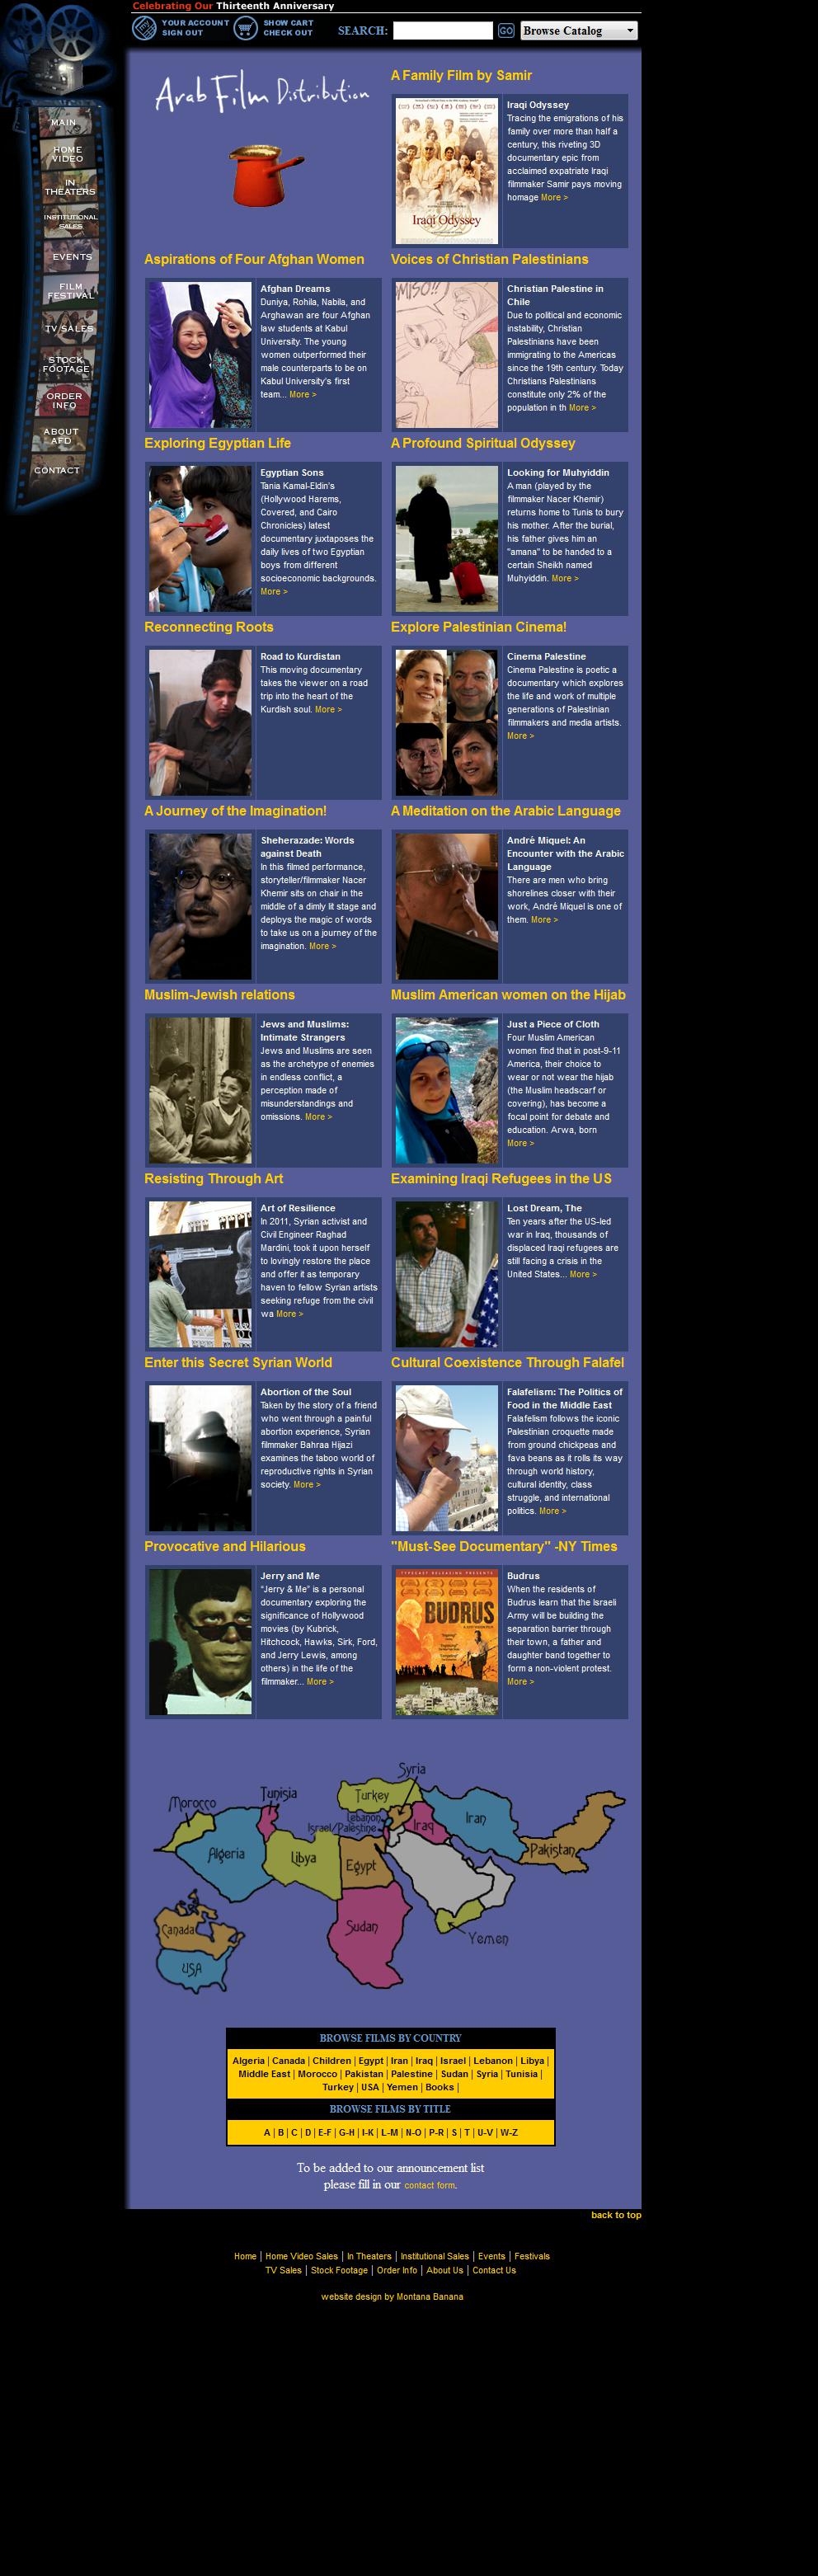 Celebrating Our Thirteenth Anniversary
YOUR ACCOUNT
SIGN OUT
SHOW CART
CHECK OUT
SEARCH:
GO
Browse Catalog
MAIN
HOME
VIDEO
IN
THEATERS
INSTITUTIONAL
SALES
EVENTS
FILM
FESTIVAL
TV SALES
STOCK
FOOTAGE
ORDER
INFO
ABOUT
AFD
CONTACT
Arab Film Distribution
A Family Film by Samir
Iraqi Odyssey
Iraqi Odyssey
Tracing the emigrations of his
family over more than half a
century, this riveting 3D
documentary epic from
acclaimed expatriate Iraqi
filmmaker Samir pays moving
homage More >
Aspirations of Four Afghan Women
Afghan Dreams
Duniya, Rohila, Nabila, and
Arghawan are four Afghan
law students at Kabul
University. The young
women outperformed their
male counterparts to be on
Kabul University's first
team... More >
Voices of Christian Palestinians
Christian Palestine in
Chile
Due to political and economic
instability, Christian
Palestinians have been
immigrating to the Americas
since the 19th century. Today
Christians Palestinians
constitute only 2% of the
population in th More >
Exploring Egyptian Life
Egyptian Sons
Tania Kamal-Eldin's
(Hollywood Harems,
Covered, and Cairo
Chronicles) latest
documentary juxtaposes the
daily lives of two Egyptian
boys from different
socioeconomic backgrounds.
More >
A Profound Spiritual Odyssey
Looking for Muhyiddin
A man (played by the
filmmaker Nacer Khemir)
returns home to Tunis to bury
his mother. After the burial,
his father gives him an
"amana" to be handed to a
certain Sheikh named
Muhyiddin. More >
Reconnecting Roots
Road to Kurdistan
This moving documentary
takes the viewer on a road
trip into the heart of the
Kurdish soul. More >
Explore Palestinian Cinema!
Cinema Palestine
Cinema Palestine is poetic a
documentary which explores
the life and work of multiple
generations of Palestinian
filmmakers and media artists.
More >
A Journey of the Imagination!
Sheherazade: Words
against Death
In this filmed performance,
storyteller/filmmaker Nacer
Khemir sits on chair in the
middle of a dimly lit stage and
deploys the magic of words
to take us on a journey of the
imagination. More >
A Meditation on the Arabic Language
André Miquel: An
Encounter with the Arabic
Language
There are men who bring
shorelines closer with their
work, André Miquel is one of
them. More >
Muslim-Jewish relations
Jews and Muslims:
Intimate Strangers
Jews and Muslims are seen
as the archetype of enemies
in endless conflict, a
perception made of
misunderstandings and
omissions. More >
Muslim American women on the Hijab
Just a Piece of Cloth
Four Muslim American
women find that in post-9-11
America, their choice to
wear or not wear the hijab
(the Muslim headscarf or
covering), has become a
focal point for debate and
education. Arwa, born
More >
Resisting Through Art
Art of Resilience
In 2011, Syrian activist and
Civil Engineer Raghad
Mardini, took it upon herself
to lovingly restore the place
and offer it as temporary
haven to fellow Syrian artists
seeking refuge from the civil
wa More >
Examining Iraqi Refugees in the US
Lost Dream, The
Ten years after the US-led
war in Iraq, thousands of
displaced Iraqi refugees are
still facing a crisis in the
United States... More >
Enter this Secret Syrian World
Abortion of the Soul
Taken by the story of a friend
who went through a painful
abortion experience, Syrian
filmmaker Bahraa Hijazi
examines the taboo world of
reproductive rights in Syrian
society. More >
Cultural Coexistence Through Falafel
Falafelism: The Politics of
Food in the Middle East
Falafelism follows the iconic
Palestinian croquette made
from ground chickpeas and
fava beans as it rolls its way
through world history,
cultural identity, class
struggle, and international
politics. More >
Provocative and Hilarious
Jerry and Me
"Jerry & Me" is a personal
documentary exploring the
significance of Hollywood
movies (by Kubrick,
Hitchcock, Hawks, Sirk, Ford,
and Jerry Lewis, among
others) in the life of the
filmmaker... More >
"Must-See Documentary" -NY Times
TYPECAST RELEASING PRESENTS
BUDRUS
Budrus
When the residents of
Budrus learn that the Israeli
Army will be building the
separation barrier through
their town, a father and
daughter band together to
form a non-violent protest.
More >
Syria
Tunisia
Turkey
Morocco
Lebanon
Israel/Palestine
Iraq
Iran
Algeria
Libya
Egypt
Pakistan
Canada
Sudan
Yemen
USA
BROWSE FILMS BY COUNTRY
Algeria | Canada | Children | Egypt | Iran | Iraq | Israel | Lebanon | Libya |
Middle East | Morocco | Pakistan | Palestine | Sudan | Syria | Tunisia |
Turkey | USA | Yemen | Books |
BROWSE FILMS BY TITLE
A | B | C | D | E-F | G-H | I-K | L-M | N-O | P-R | S | T | U-V | W-Z
To be added to our announcement list
please fill in our contact form.
back to top
Home | Home Video Sales | In Theaters | Institutional Sales | Events | Festivals
TV Sales | Stock Footage | Order Info | About Us | Contact Us
website design by Montana Banana